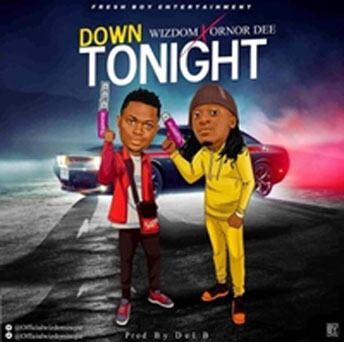 FRESH BOY ENTERTAINMENT
DOWN WIZDOM X ORNOR DEE
TONIGHT
Prod By Del B